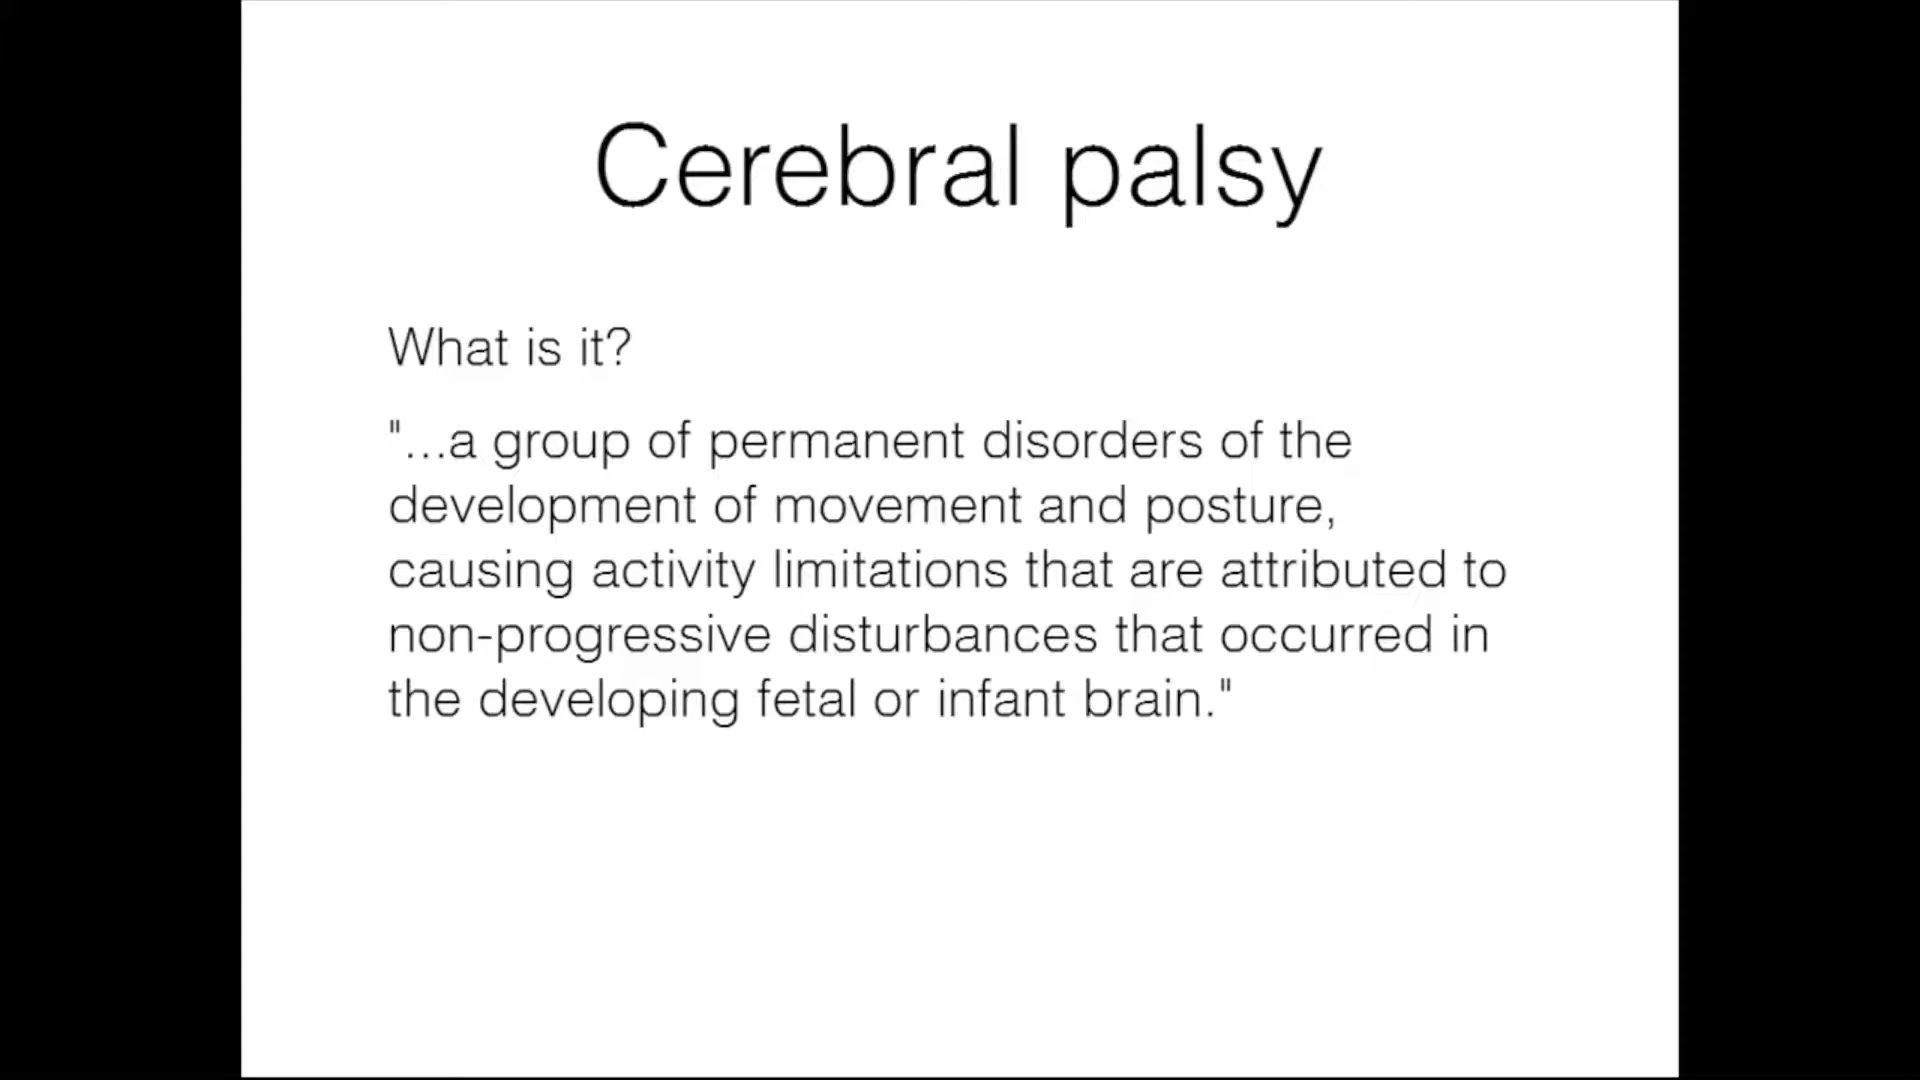 Cerebral palsy
What is it?
"...a group of permanent disorders of the
development of movement and posture,
causing activity limitations that are attributed to
non-progressive disturbances that occurred in
the developing fetal or infant brain."